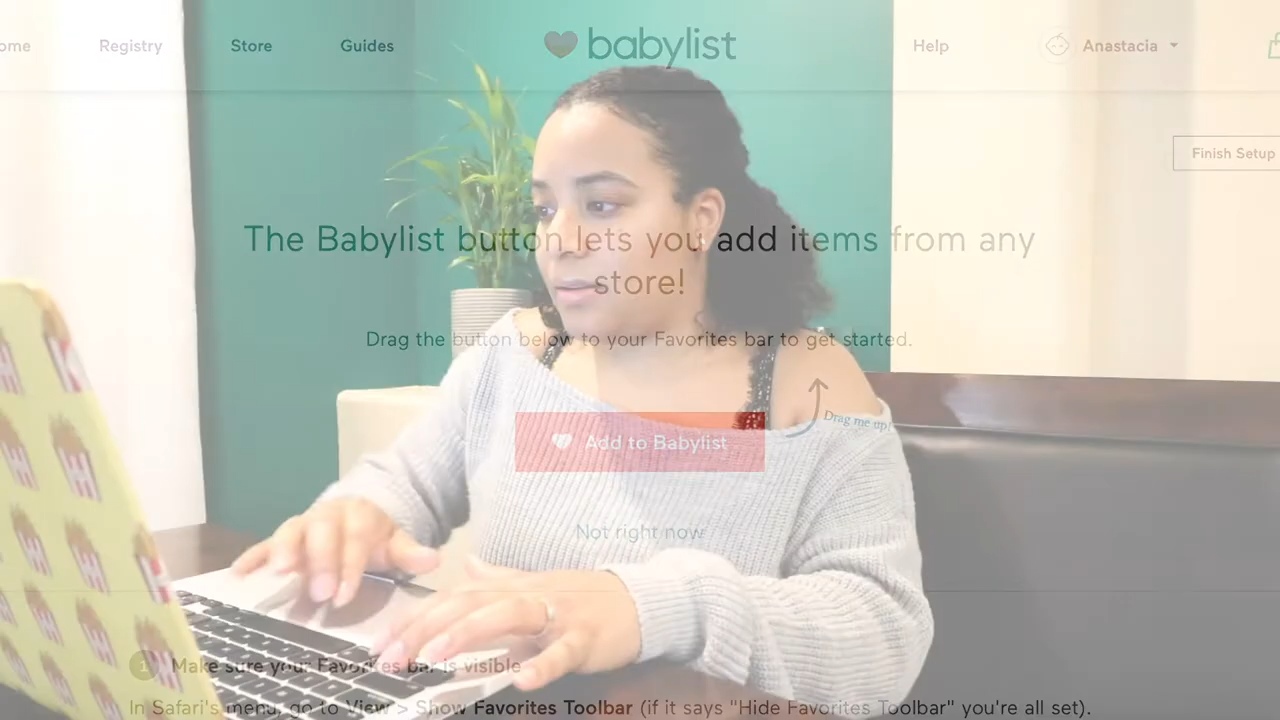 ome Registry Store Guides babylist Help Anastacia
Finish Setup
The Babylist button lets you add items from any
store!
Drag the button below to your Favorites bar to get started.
Drag me up!
Add to Babylist
Not right now
1 Make sure your Favorites bar is visible
In Safari's menu, go to View > Show Favorites Toolbar (if it says "Hide Favorites Toolbar" you're all set).